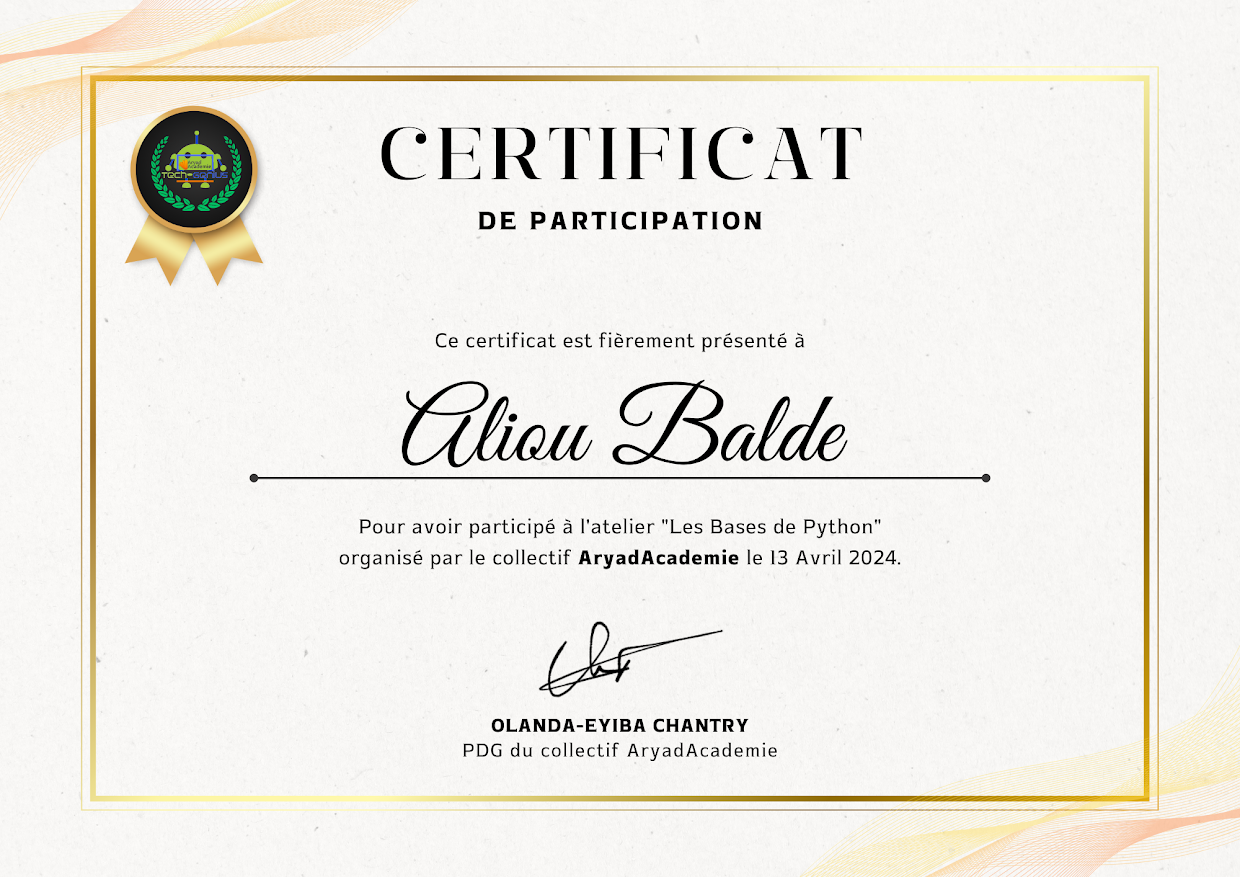 CERTIFICAT
DE PARTICIPATION
Aryad
Academie
Tech-Genius
Ce certificat est fièrement présenté à
Aliou Balde
Pour avoir participé à l'atelier "Les Bases de Python"
organisé par le collectif AryadAcademie le 13 Avril 2024.
OLANDA-EYIBA CHANTRY
PDG du collectif AryadAcademie